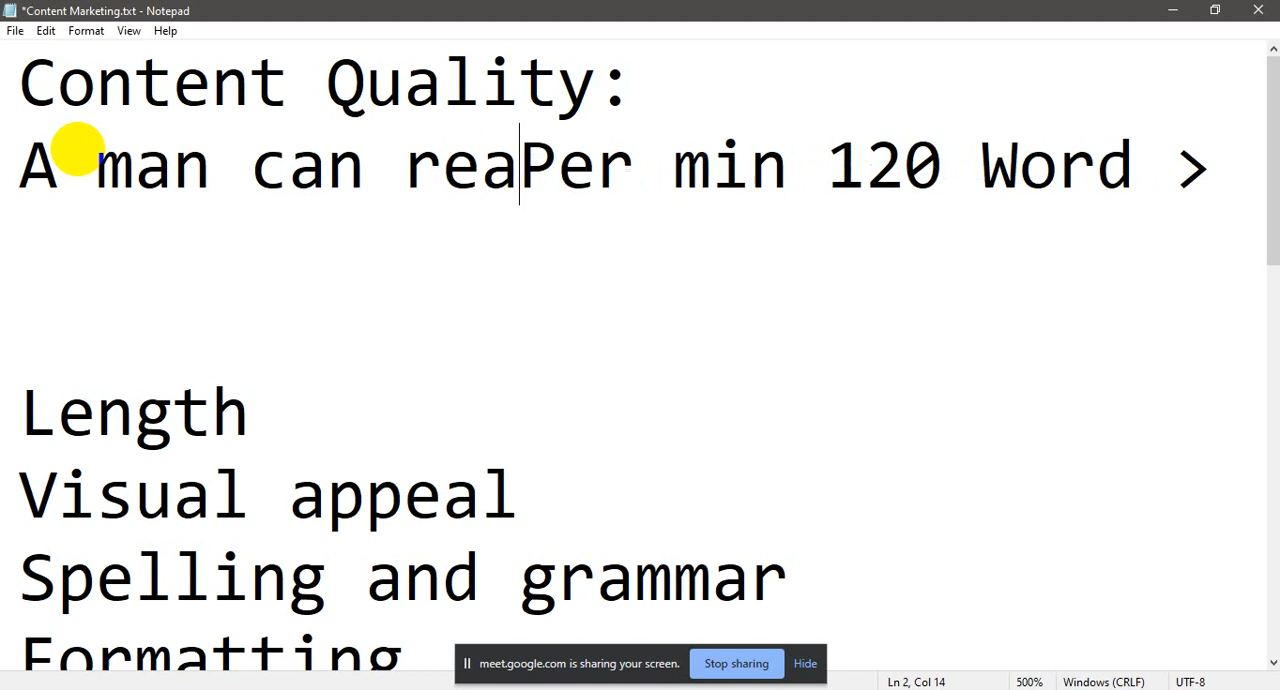 *Content Marketing.txt - Notepad
File Edit Format View Help
Content Quality:
A man can reaPer min 120 Word >
Length
Visual appeal
Spelling and grammar
Formatting
meet.google.com is sharing your screen. Stop sharing Hide
Ln 2, Col 14 500% Windows (CRLF) UTF-8